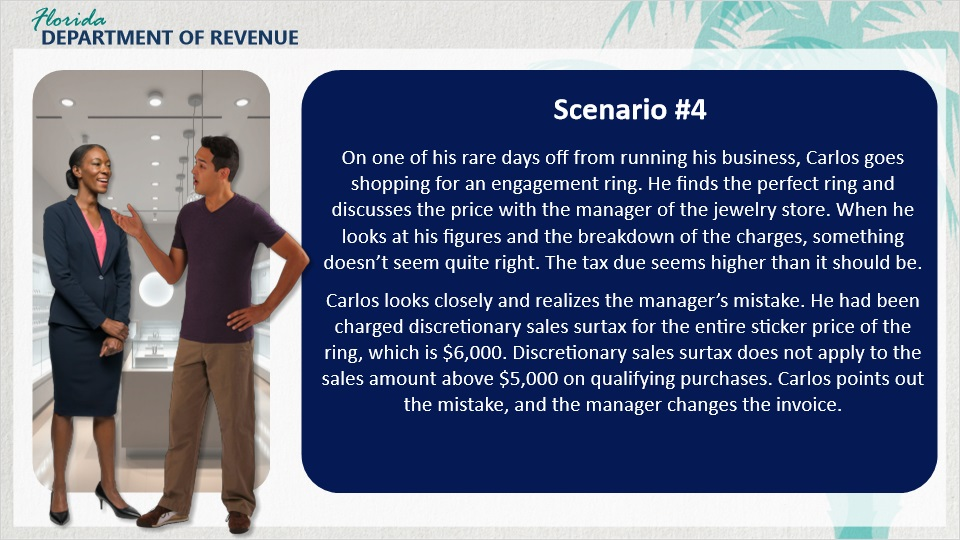 Florida
DEPARTMENT OF REVENUE
Scenario #4
On one of his rare days off from running his business, Carlos goes
shopping for an engagement ring. He finds the perfect ring and
discusses the price with the manager of the jewelry store. When he
looks at his figures and the breakdown of the charges, something
doesn’t seem quite right. The tax due seems higher than it should be.
Carlos looks closely and realizes the manager’s mistake. He had been
charged discretionary sales surtax for the entire sticker price of the
ring, which is $6,000. Discretionary sales surtax does not apply to the
sales amount above $5,000 on qualifying purchases. Carlos points out
the mistake, and the manager changes the invoice.